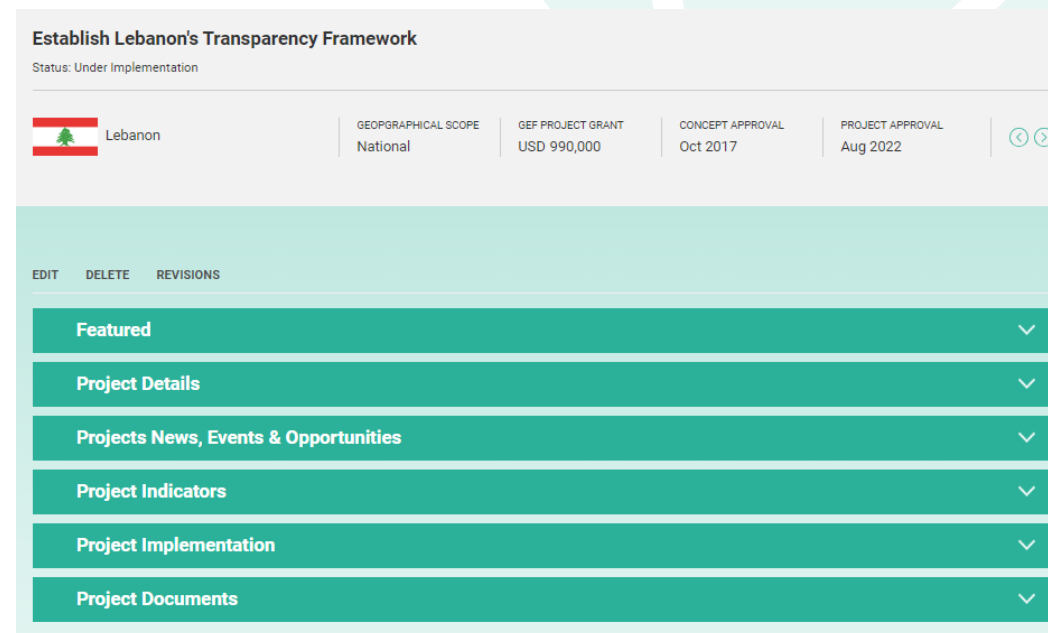 Establish Lebanon's Transparency Framework
Status: Under Implementation
Lebanon
GEOPGRAPHICAL SCOPE
National
GEF PROJECT GRANT
USD 990,000
CONCEPT APPROVAL
Oct 2017
PROJECT APPROVAL
Aug 2022
EDIT DELETE REVISIONS
Featured
Project Details
Projects News, Events & Opportunities
Project Indicators
Project Implementation
Project Documents